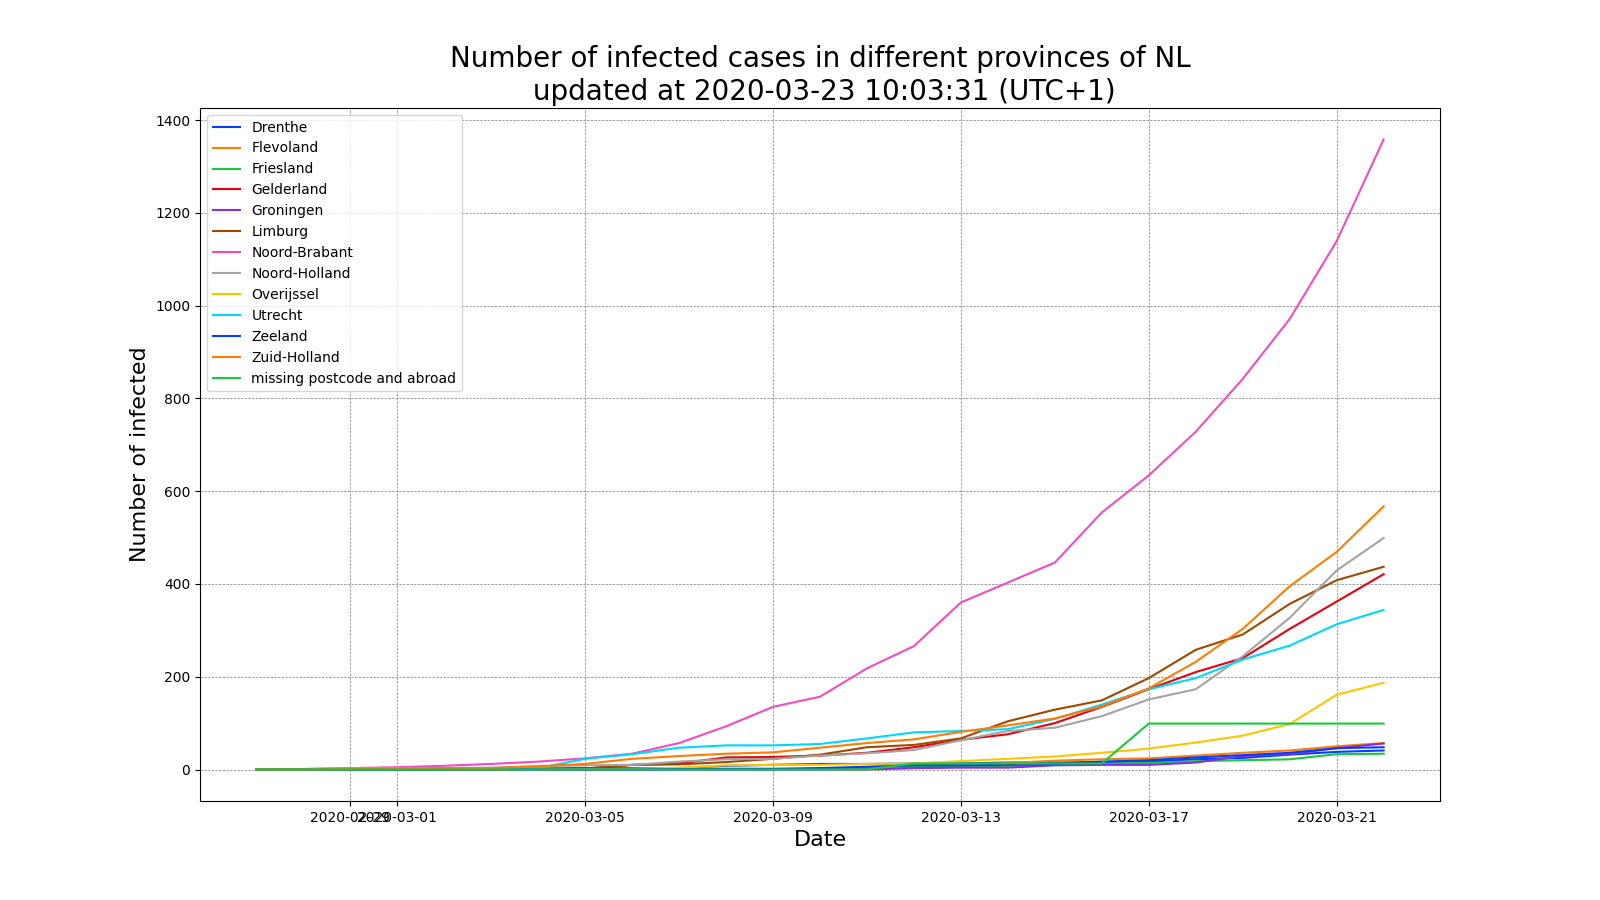 Number of infected cases in different provinces of NL
updated at 2020-03-23 10:03:31 (UTC+1)
1400
1200
1000
800
600
400
200
0
Number of infected
Drenthe
Flevoland
Friesland
Gelderland
Groningen
Limburg
Noord-Brabant
Noord-Holland
Overijssel
Utrecht
Zeeland
Zuid-Holland
missing postcode and abroad
2020-02-29 2020-03-01 2020-03-05 2020-03-09 2020-03-13 2020-03-17 2020-03-21
Date